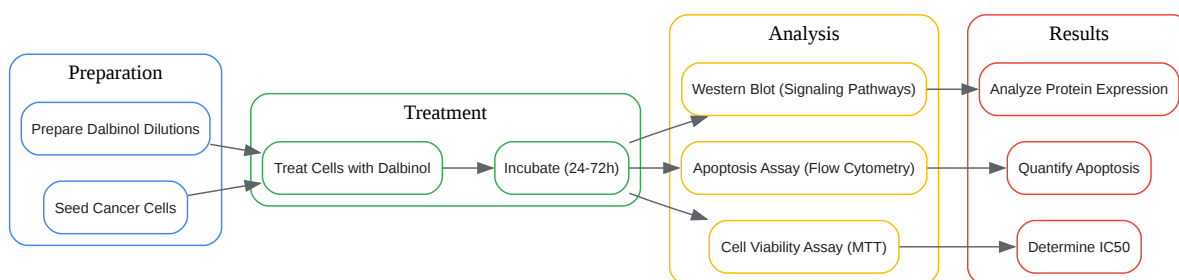 Preparation
Prepare Dalbinol Dilutions
Seed Cancer Cells
Treatment
Treat Cells with Dalbinol
Incubate (24-72h)
Analysis
Western Blot (Signaling Pathways)
Apoptosis Assay (Flow Cytometry)
Cell Viability Assay (MTT)
Results
Analyze Protein Expression
Quantify Apoptosis
Determine IC50